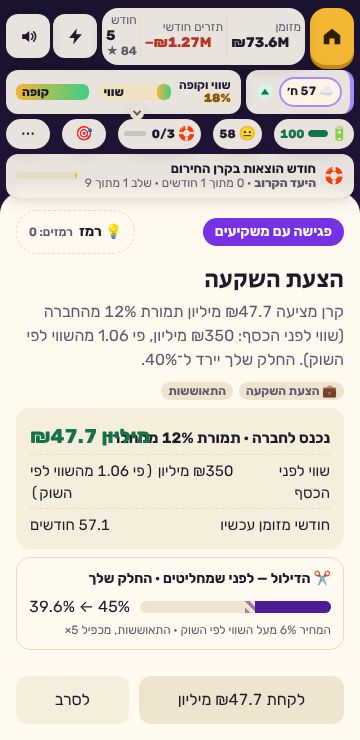 מזומן
₪73.6M
תזרים חודשי
−₪1.27M
חודש
5
★ 84
☁️ 57 ח׳ ▲
שווי וקופה
18%
שווי
קופה
🔋 100
😐 58
🛟 0/3
🎯
⋯
🛟 חודש הוצאות בקרן החירום
היעד הקרוב · 0 מתוך 1 חודשים · שלב 1 מתוך 9
פגישה עם משקיעים
💡 רמז רמזים: 0
הצעת השקעה
קרן מציעה ₪47.7 מיליון תמורת 12% מהחברה
(שווי לפני הכסף: ₪350 מיליון, פי 1.06 מהשווי לפי
השוק). החלק שלך יירד ל־40%.
💼 הצעת השקעה
התאוששות
נכנס לחברה · תמורת 12% מהחברה
₪47.7 מיליון
שווי לפני הכסף
₪350 מיליון (פי 1.06 מהשווי לפי השוק)
חודשי מזומן עכשיו
57.1 חודשים
✂️ הדילול — לפני שמחליטים · החלק שלך
45% ← 39.6%
המחיר 6% מעל השווי לפי השוק · התאוששות, מכפיל 5×
לקחת ₪47.7 מיליון
לסרב